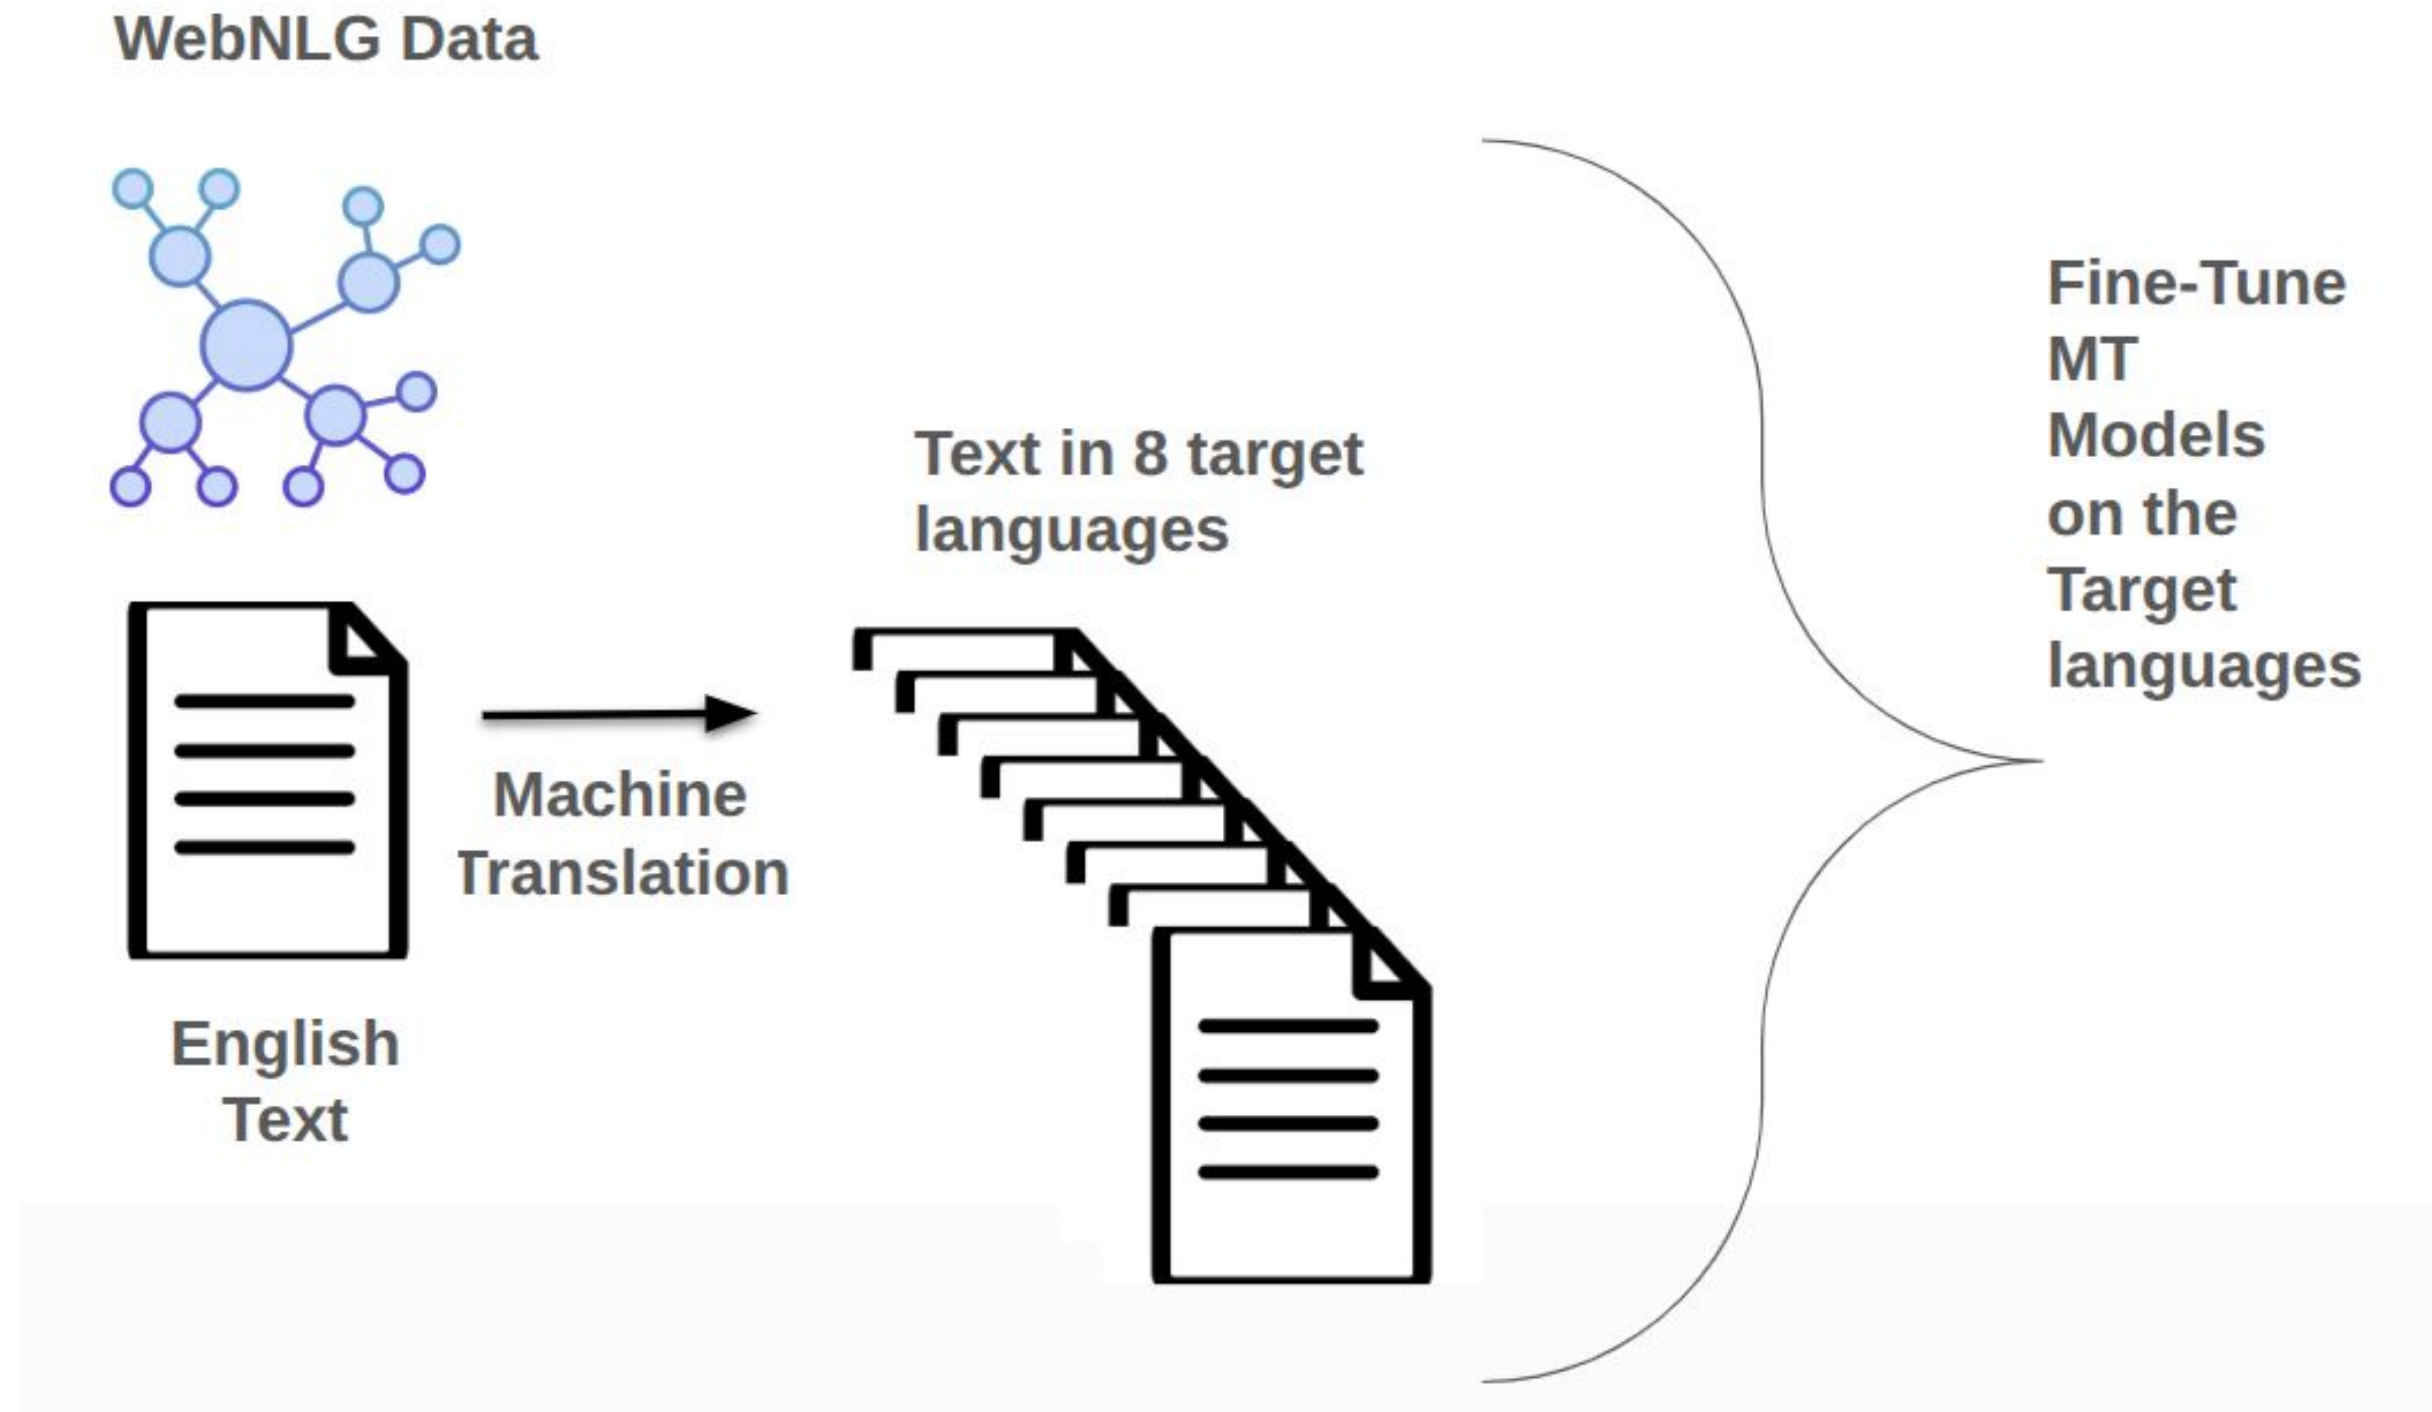 WebNLG Data
Text in 8 target
languages
Machine
Translation
English
Text
Fine-Tune
MT
Models
on the
Target
languages